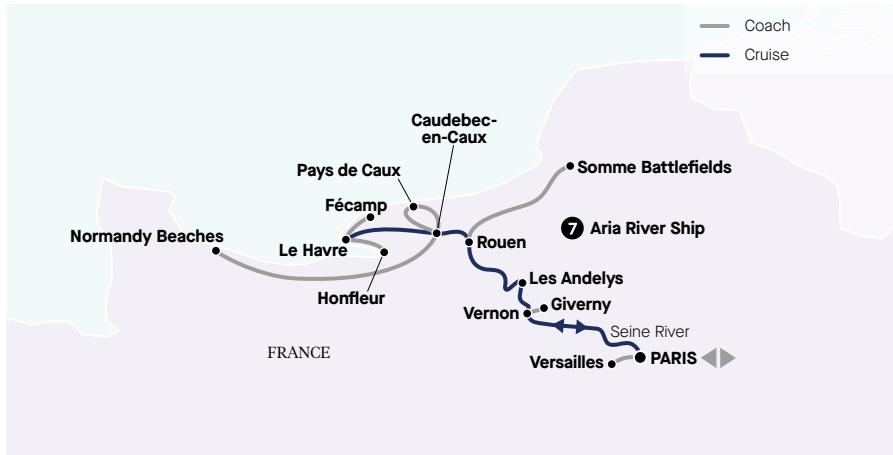 Coach
Cruise
Caudebec-
en-Caux
Pays de Caux
Somme Battlefields
Fécamp
Normandy Beaches
7 Aria River Ship
Le Havre
Rouen
Honfleur
Les Andelys
Giverny
Vernon
Seine River
FRANCE
Versailles
PARIS